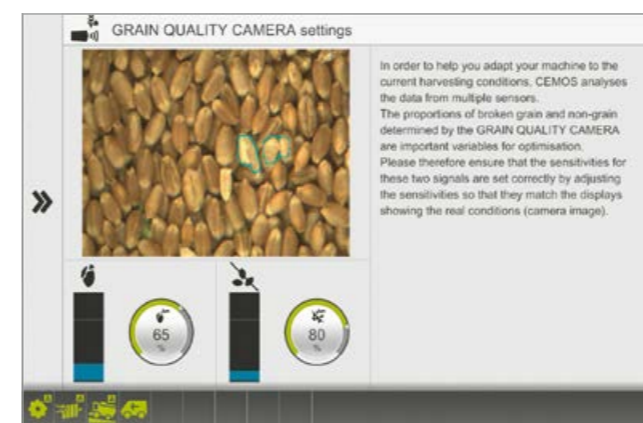 GRAIN QUALITY CAMERA settings
In order to help you adapt your machine to the
current harvesting conditions, CEMOS analyses
the data from multiple sensors.
The proportions of broken grain and non-grain
determined by the GRAIN QUALITY CAMERA
are important variables for optimisation.
Please therefore ensure that the sensitivities for
these two signals are set correctly by adjusting
the sensitivities so that they match the displays
showing the real conditions (camera image).
65
%
80
%